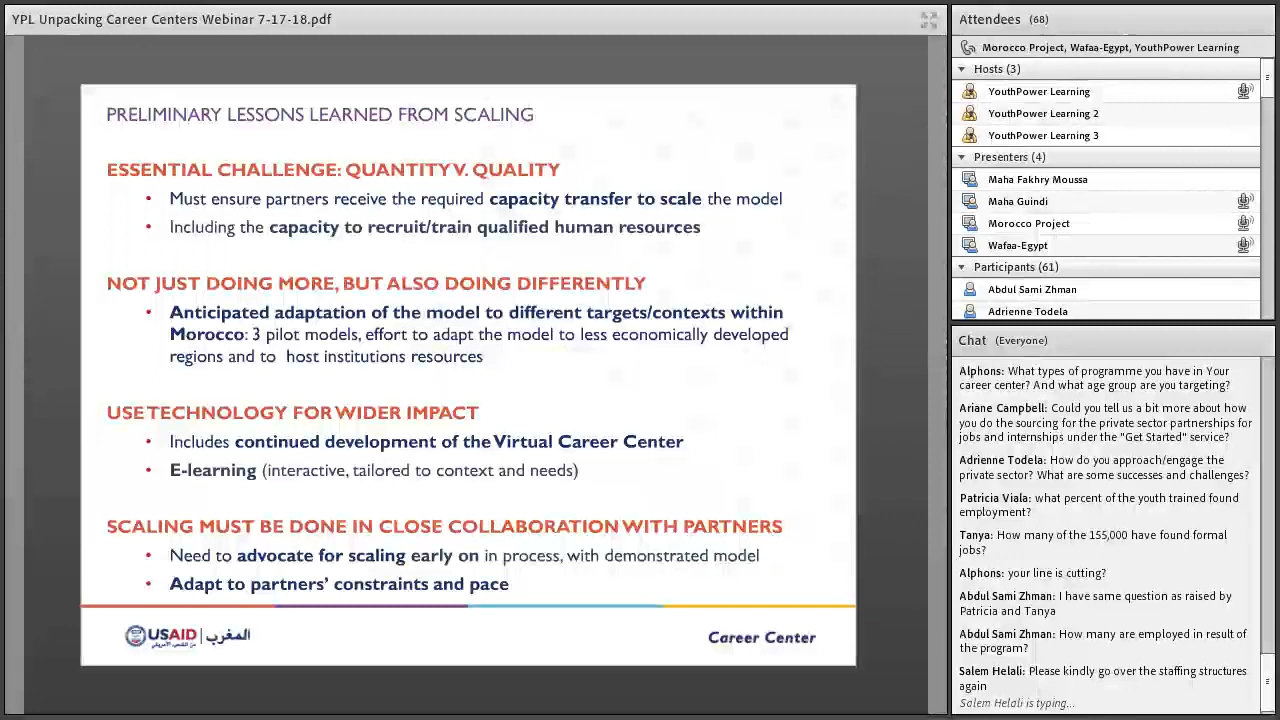 YPL Unpacking Career Centers Webinar 7-17-18.pdf
PRELIMINARY LESSONS LEARNED FROM SCALING
ESSENTIAL CHALLENGE: QUANTITY V. QUALITY
• Must ensure partners receive the required capacity transfer to scale the model
• Including the capacity to recruit/train qualified human resources
NOT JUST DOING MORE, BUT ALSO DOING DIFFERENTLY
• Anticipated adaptation of the model to different targets/contexts within
Morocco: 3 pilot models, effort to adapt the model to less economically developed
regions and to host institutions resources
USE TECHNOLOGY FOR WIDER IMPACT
• Includes continued development of the Virtual Career Center
• E-learning (interactive, tailored to context and needs)
SCALING MUST BE DONE IN CLOSE COLLABORATION WITH PARTNERS
• Need to advocate for scaling early on in process, with demonstrated model
• Adapt to partners' constraints and pace
USAID | المغرب
من الشعب الأمريكي
Career Center
Attendees (68)
Morocco Project, Wafaa-Egypt, YouthPower Learning
Hosts (3)
YouthPower Learning
YouthPower Learning 2
YouthPower Learning 3
Presenters (4)
Maha Fakhry Moussa
Maha Guindi
Morocco Project
Wafaa-Egypt
Participants (61)
Abdul Sami Zhman
Adrienne Todela
Chat (Everyone)
Alphons: What types of programme you have in Your
career center? And what age group are you targeting?
Ariane Campbell: Could you tell us a bit more about how
you do the sourcing for the private sector partnerships for
jobs and internships under the "Get Started" service?
Adrienne Todela: How do you approach/engage the
private sector? What are some successes and challenges?
Patricia Viala: what percent of the youth trained found
employment?
Tanya: How many of the 155,000 have found formal
jobs?
Alphons: your line is cutting?
Abdul Sami Zhman: I have same question as raised by
Patricia and Tanya
Abdul Sami Zhman: How many are employed in result of
the program?
Salem Helali: Please kindly go over the staffing structures
again
Salem Helali is typing...